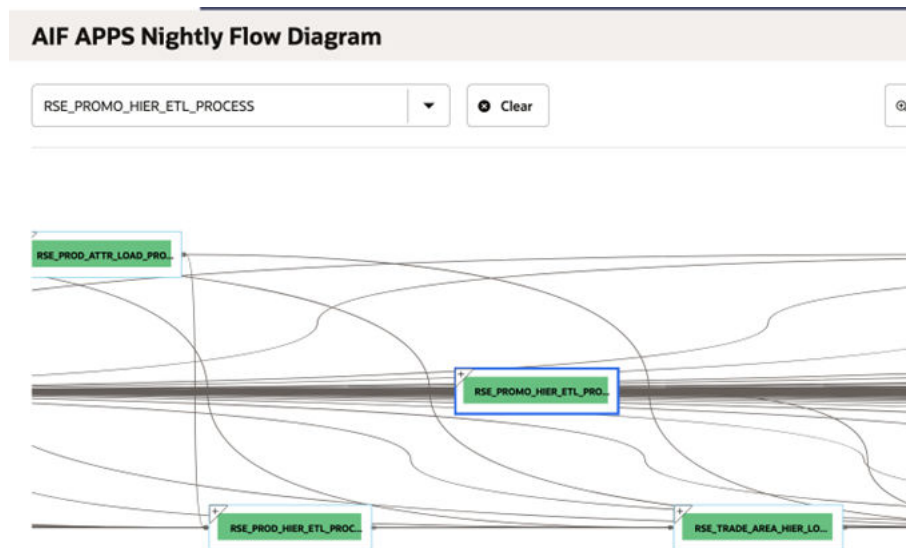 AIF APPS Nightly Flow Diagram
RSE_PROMO_HIER_ETL_PROCESS
Clear
RSE_PROD_ATTR_LOAD_PRO...
RSE_PROMO_HIER_ETL_PRO...
RSE_PROD_HIER_ETL_PROC...
RSE_TRADE_AREA_HIER_LO...